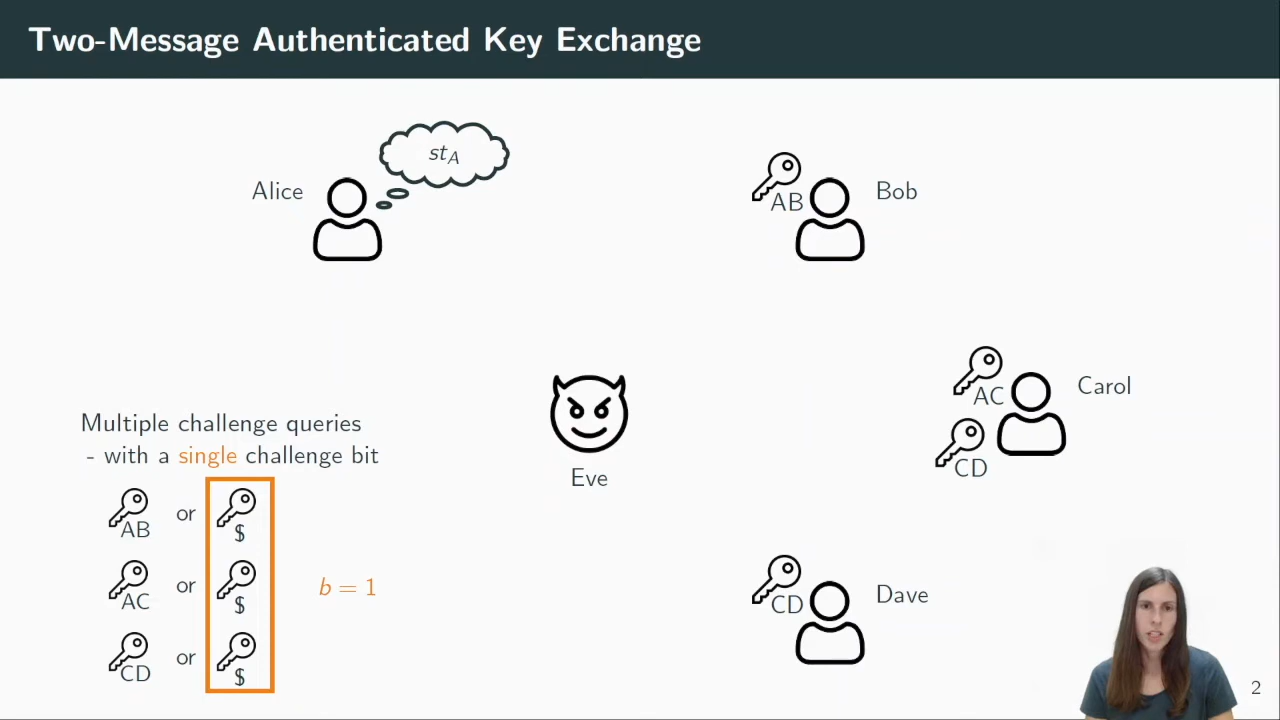 Two-Message Authenticated Key Exchange
st_A
Alice
AB
Bob
AC
Carol
CD
Multiple challenge queries
- with a single challenge bit
Eve
AB or $
AC or $
b = 1
CD or $
CD
Dave
2